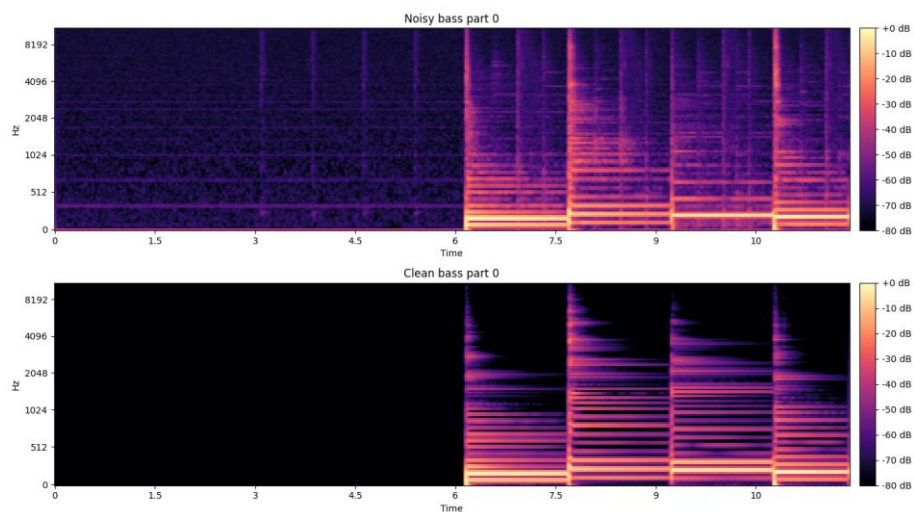 Noisy bass part 0
Hz
8192
4096
2048
1024
512
0
0 1.5 3 4.5 6 7.5 9 10
Time
+0 dB
-10 dB
-20 dB
-30 dB
-40 dB
-50 dB
-60 dB
-70 dB
-80 dB
Clean bass part 0
Hz
8192
4096
2048
1024
512
0
0 1.5 3 4.5 6 7.5 9 10
Time
+0 dB
-10 dB
-20 dB
-30 dB
-40 dB
-50 dB
-60 dB
-70 dB
-80 dB